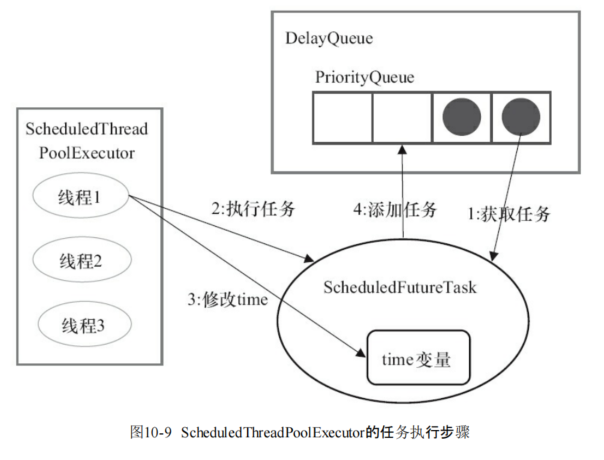 DelayQueue
PriorityQueue
ScheduledThread
PoolExecutor
线程1
线程2
线程3
2:执行任务
4:添加任务
1:获取任务
3:修改time
ScheduledFutureTask
time变量
图10-9 ScheduledThreadPoolExecutor的任务执行步骤